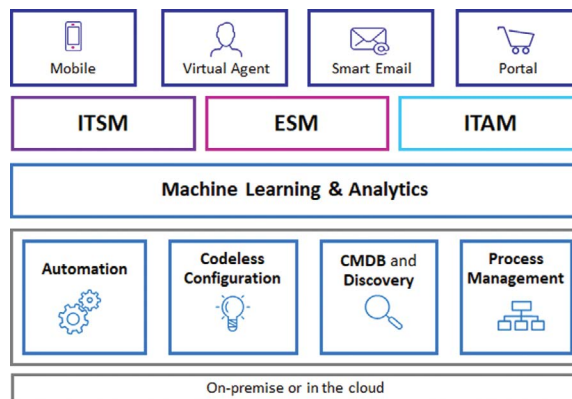 Mobile
Virtual Agent
Smart Email
Portal
ITSM
ESM
ITAM
Machine Learning & Analytics
Automation
Codeless
Configuration
CMDB and
Discovery
Process
Management
On-premise or in the cloud